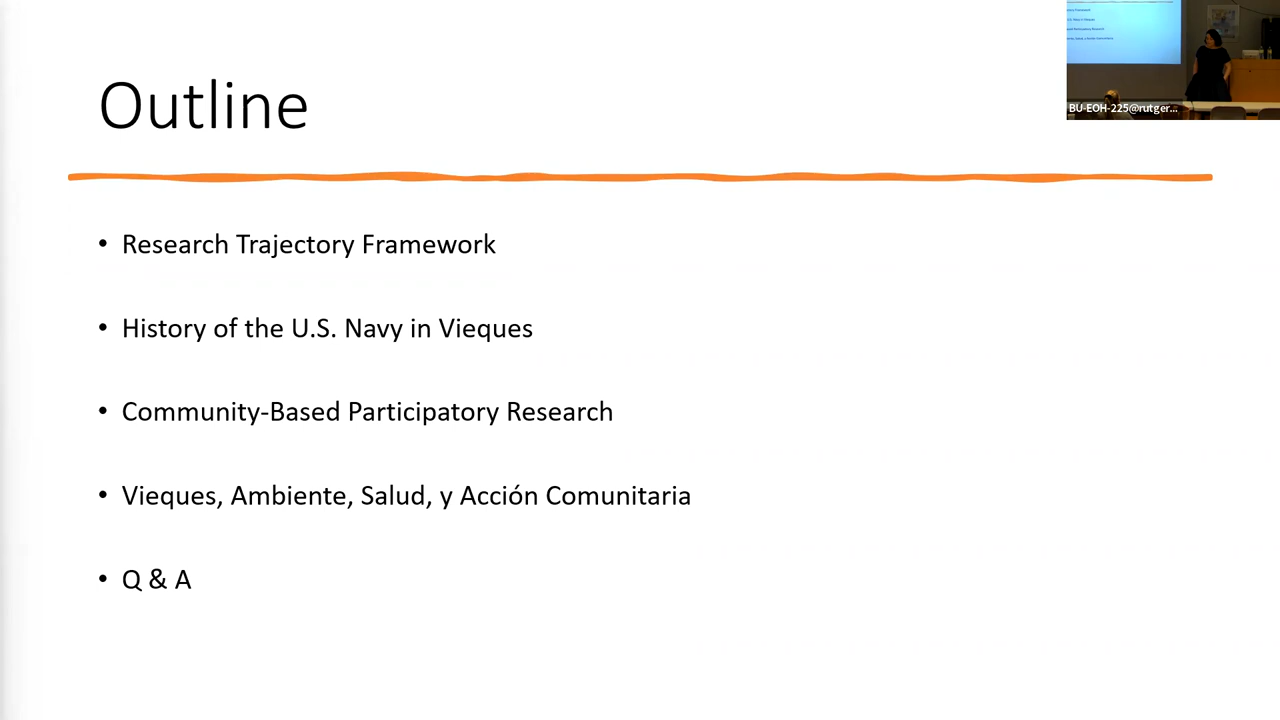 Outline
• Research Trajectory Framework
• History of the U.S. Navy in Vieques
• Community-Based Participatory Research
• Vieques, Ambiente, Salud, y Acción Comunitaria
• Q & A
BU-EOH-225@rutger...